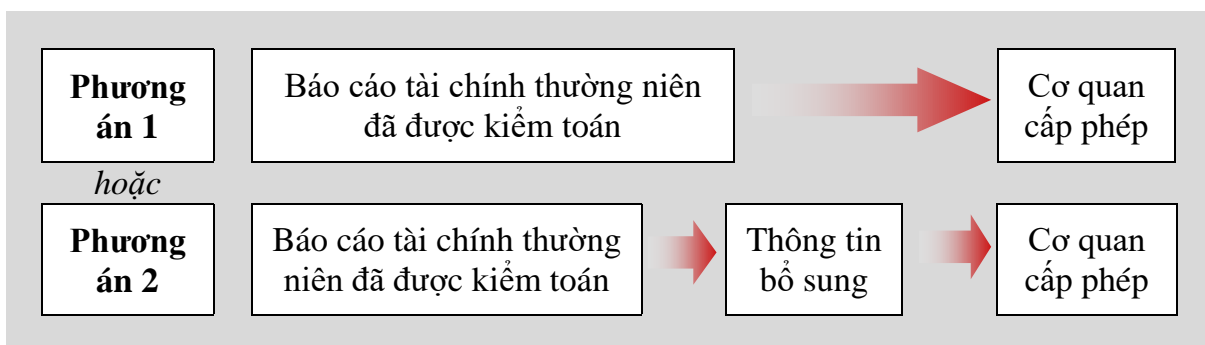 Phương
án 1
Báo cáo tài chính thường niên
đã được kiểm toán
Cơ quan
cấp phép
hoặc
Phương
án 2
Báo cáo tài chính thường
niên đã được kiểm toán
Thông tin
bổ sung
Cơ quan
cấp phép